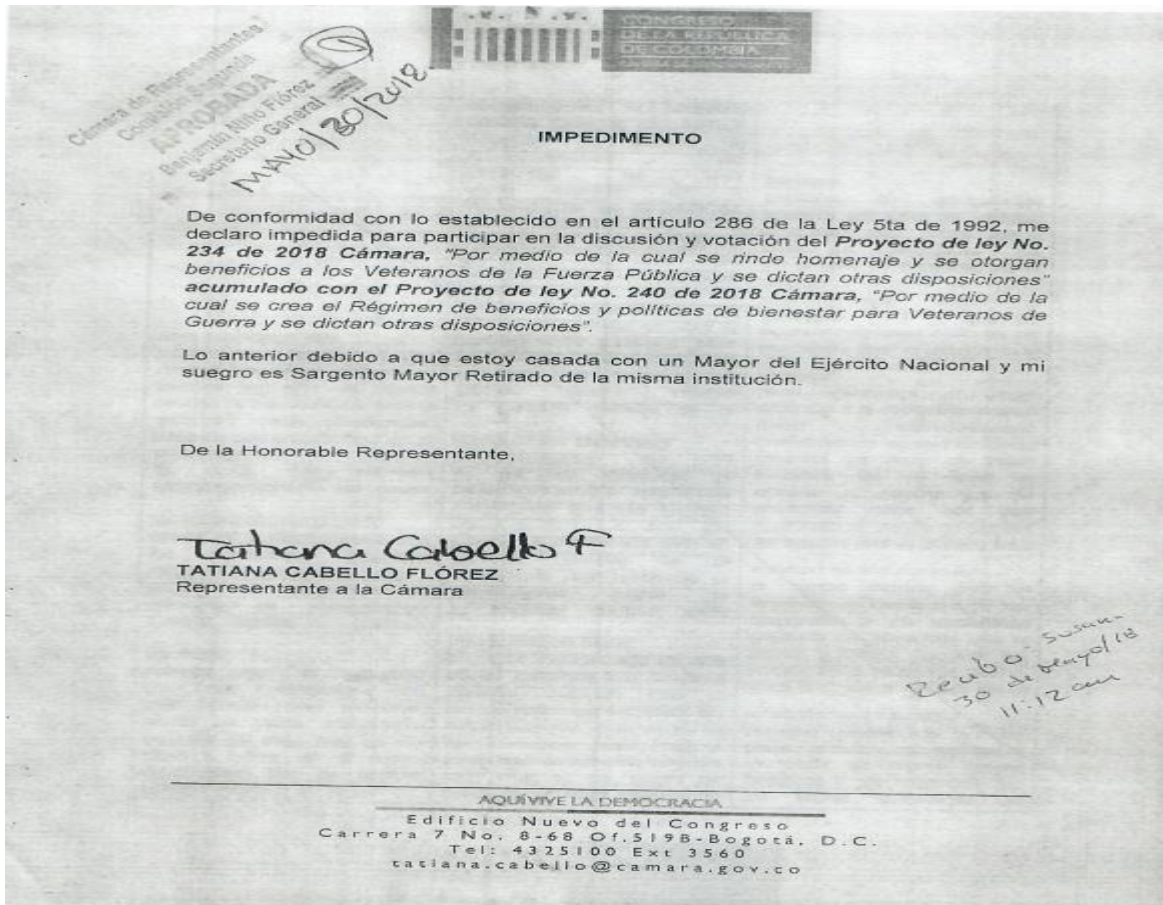 CONGRESO
DE LA REPÚBLICA
DE COLOMBIA
Cámara de Representantes
Comisión Segunda
APROBADA
Benjamin Niño Flórez
Secretario General
MAYO/30/2018.
IMPEDIMENTO
De conformidad con lo establecido en el artículo 286 de la Ley 5ta de 1992, me
declaro impedida para participar en la discusión y votación del Proyecto de ley No.
234 de 2018 Cámara, "Por medio de la cual se rinde homenaje y se otorgan
beneficios a los Veteranos de la Fuerza Pública y se dictan otras disposiciones"
acumulado con el Proyecto de ley No. 240 de 2018 Cámara, "Por medio de la
cual se crea el Régimen de beneficios y políticas de bienestar para Veteranos de
Guerra y se dictan otras disposiciones".
Lo anterior debido a que estoy casada con un Mayor del Ejército Nacional y mi
suegro es Sargento Mayor Retirado de la misma institución.
De la Honorable Representante,
Tatiana Cabello F
TATIANA CABELLO FLÓREZ
Representante a la Cámara
Recibo: Susana
30 de mayo/18
11:12 am
AQUÍ VIVE LA DEMOCRACIA
Edificio Nuevo del Congreso
Carrera 7 No. 8-68 Of.519B-Bogotá, D.C.
Tel: 4325100 Ext 3560
tatiana.cabello@camara.gov.co